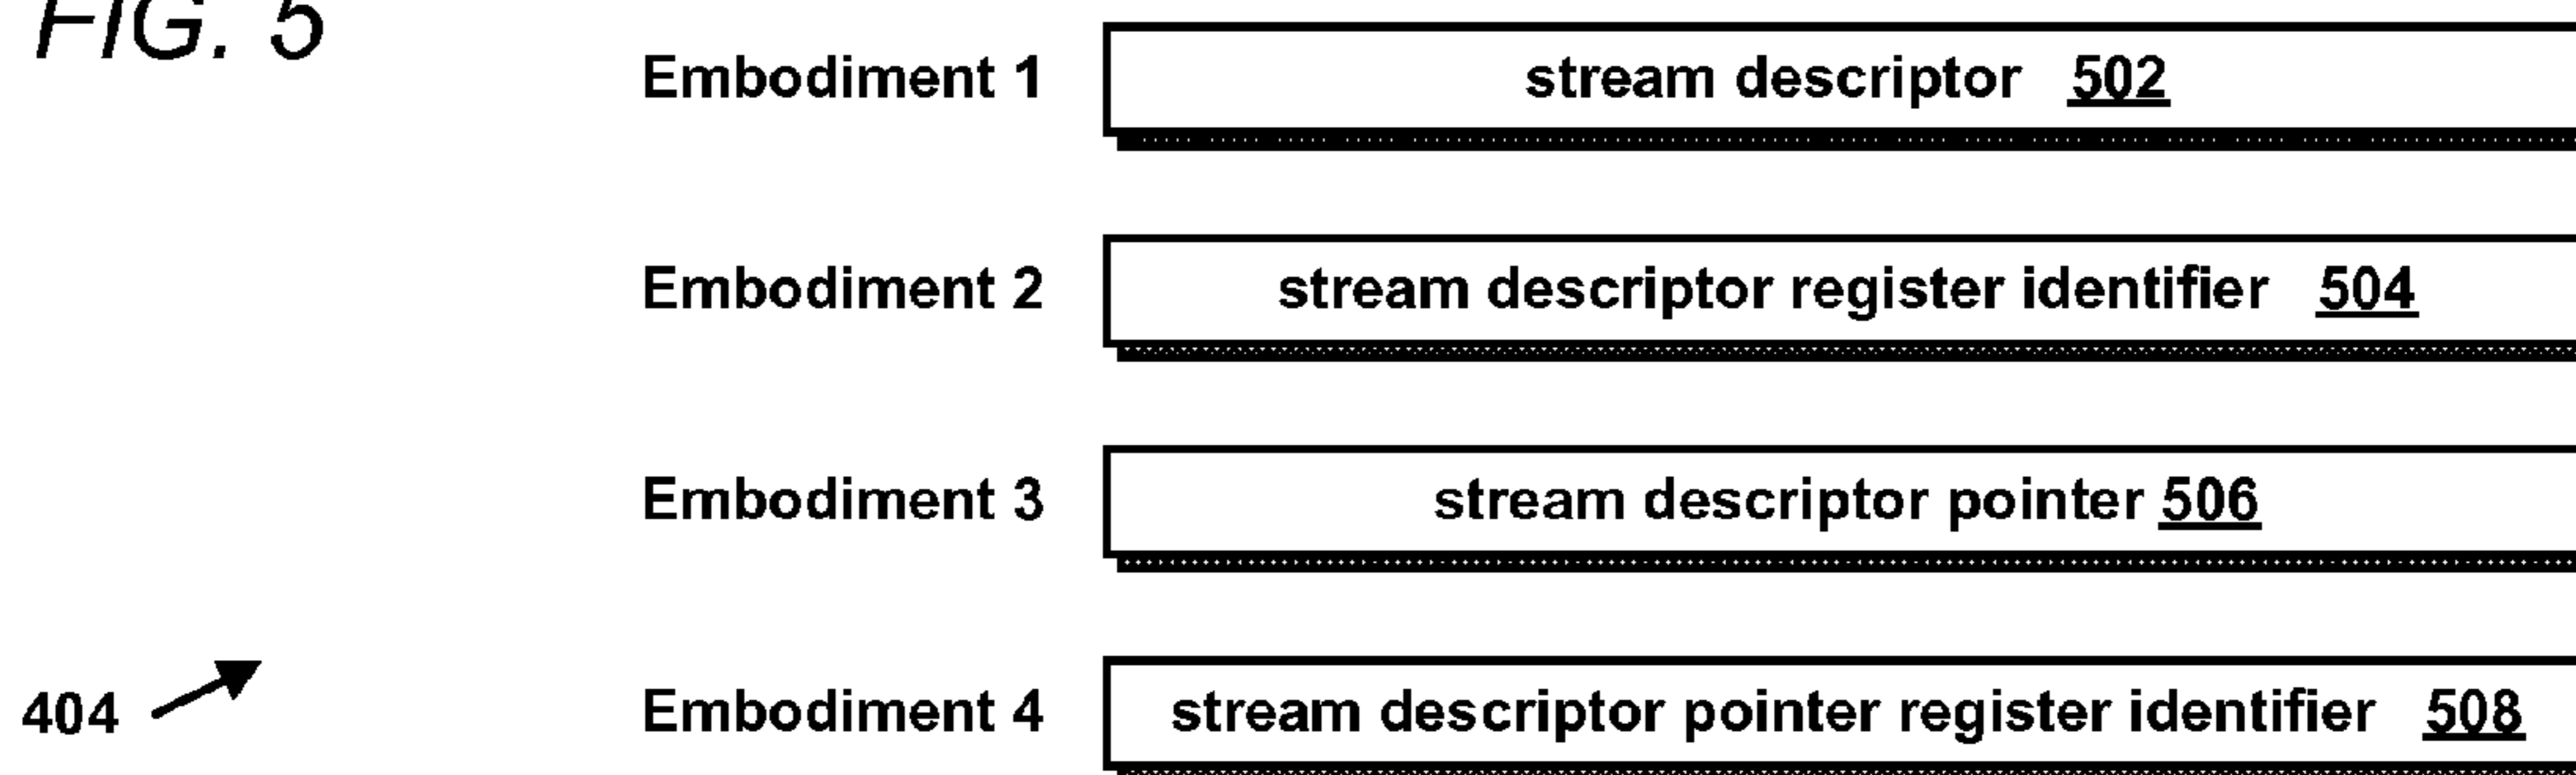 FIG. 5
Embodiment 1 stream descriptor 502
Embodiment 2 stream descriptor register identifier 504
Embodiment 3 stream descriptor pointer 506
404 Embodiment 4 stream descriptor pointer register identifier 508